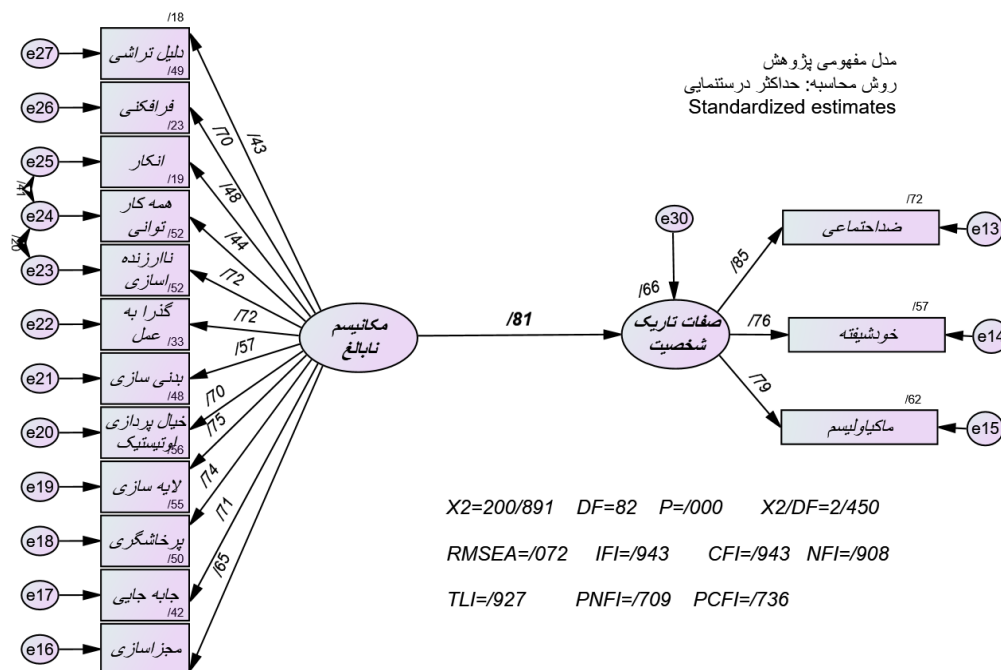 مدل مفهومی پژوهش
روش محاسبه: حداکثر درستنمایی
Standardized estimates
/18
e27
دلیل تراشی
/49
e26
فرافکنی
/23
e25
انکار
/19
e24
همه کار
توانی
/52
e23
ناارزنده
اسازی
/52
e22
گذرا به
عمل
/33
e21
بدنی سازی
/48
e20
خیال پردازی
اوتیستیک
/56
e19
لایه سازی
/55
e18
پرخاشگری
/50
e17
جابه جایی
/42
e16
مجزاسازی
/41
/20
/43
/70
/48
/44
/72
/72
/57
/70
/75
/74
/71
/65
مکانیسم
نابالغ
/81
e30
/66
صفات تاریک
شخصیت
/85
/76
/79
/72
ضداحتماعی
e13
/57
خودشیفته
e14
/62
ماکیاولیسم
e15
X2=200/891 DF=82 P=/000 X2/DF=2/450
RMSEA=/072 IFI=/943 CFI=/943 NFI=/908
TLI=/927 PNFI=/709 PCFI=/736